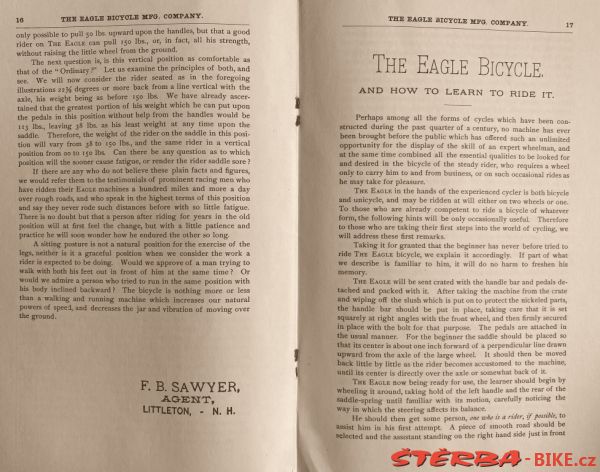 16 THE EAGLE BICYCLE MFG. COMPANY.
only possible to pull 50 lbs. upward upon the handles, but that a good
rider on THE EAGLE can pull 150 lbs., or, in fact, all his strength,
without raising the little wheel from the ground.
The next question is, is this vertical position as comfortable as
that of the "Ordinary?" Let us examine the principles of both, and
see. We will now consider the rider seated as in the foregoing
illustrations 22½ degrees or more back from a line vertical with the
axle, his weight being as before 150 lbs. We have already ascer-
tained that the greatest portion of his weight which he can put upon
the pedals in this position without help from the handles would be
113 lbs., leaving 38 lbs. as his least weight at any time upon the
saddle. Therefore, the weight of the rider on the saddle in this posi-
tion will vary from 38 to 150 lbs., and the same rider in a vertical
position from 00 to 150 lbs. Can there be any question as to which
position will the sooner cause fatigue, or render the rider saddle sore?
If there are any who do not believe these plain facts and figures,
we would refer them to the testimonials of prominent racing men who
have ridden their EAGLE machines a hundred miles and more a day
over rough roads, and who speak in the highest terms of this position
and say they never rode such distances before with so little fatigue.
There is no doubt but that a person after riding for years in the old
position will at first feel the change, but with a little patience and
practice he will soon wonder how he endured the other so long.
A sitting posture is not a natural position for the exercise of the
legs, neither is it a graceful position when we consider the work a
rider is expected to be doing. Would we approve of a man trying to
walk with both his feet out in front of him at the same time? Or
would we admire a person who tried to run in the same position with
his body inclined backward? The bicycle is nothing more or less
than a walking and running machine which increases our natural
powers of speed, and decreases the jar and vibration of moving over
the ground.
F. B. SAWYER,
AGENT,
LITTLETON, - N. H.
THE EAGLE BICYCLE MFG. COMPANY. 17
THE EAGLE BICYCLE.
AND HOW TO LEARN TO RIDE IT.
Perhaps among all the forms of cycles which have been con-
structed during the past quarter of a century, no machine has ever
been brought before the public which has offered such an unlimited
opportunity for the display of the skill of an expert wheelman, and
at the same time combined all the essential qualities to be looked for
and desired in the bicycle of the steady rider, who requires a wheel
only to carry him to and from business, or on such occasional rides as
he may take for pleasure.
THE EAGLE in the hands of the experienced cycler is both bicycle
and unicycle, and may be ridden at will either on two wheels or one.
To those who are already competent to ride a bicycle of whatever
form, the following hints will be only occasionally useful. Therefore
to those who are taking their first steps into the world of cycling, we
will address these first remarks.
Taking it for granted that the beginner has never before tried to
ride THE EAGLE bicycle, we explain it accordingly. If part of what
we describe is familiar to him, it will do no harm to freshen his
memory.
THE EAGLE will be sent crated with the handle bar and pedals de-
tached and packed with it. After taking the machine from the crate
and wiping off the slush which is put on to protect the nickeled parts,
the handle bar should be put in place, taking care that it is set
squarely at right angles with the front wheel, and then firmly secured
in place with the bolt for that purpose. The pedals are attached in
the usual manner. For the beginner the saddle should be placed so
that its center is about one inch forward of a perpendicular line drawn
upward from the axle of the large wheel. It should then be moved
back little by little as the rider becomes accustomed to the machine,
until its center is directly over the axle or somewhat back of it.
THE EAGLE now being ready for use, the learner should begin by
wheeling it around, taking hold of the left handle and the rear of the
saddle-spring until familiar with its motion, carefully noticing the
way in which the steering affects its balance.
He should then get some person, one who is a rider, if possible, to
assist him in his first attempt. A piece of smooth road should be
selected and the assistant standing on the right hand side just in front
ŠTĚRBA-BIKE.cz